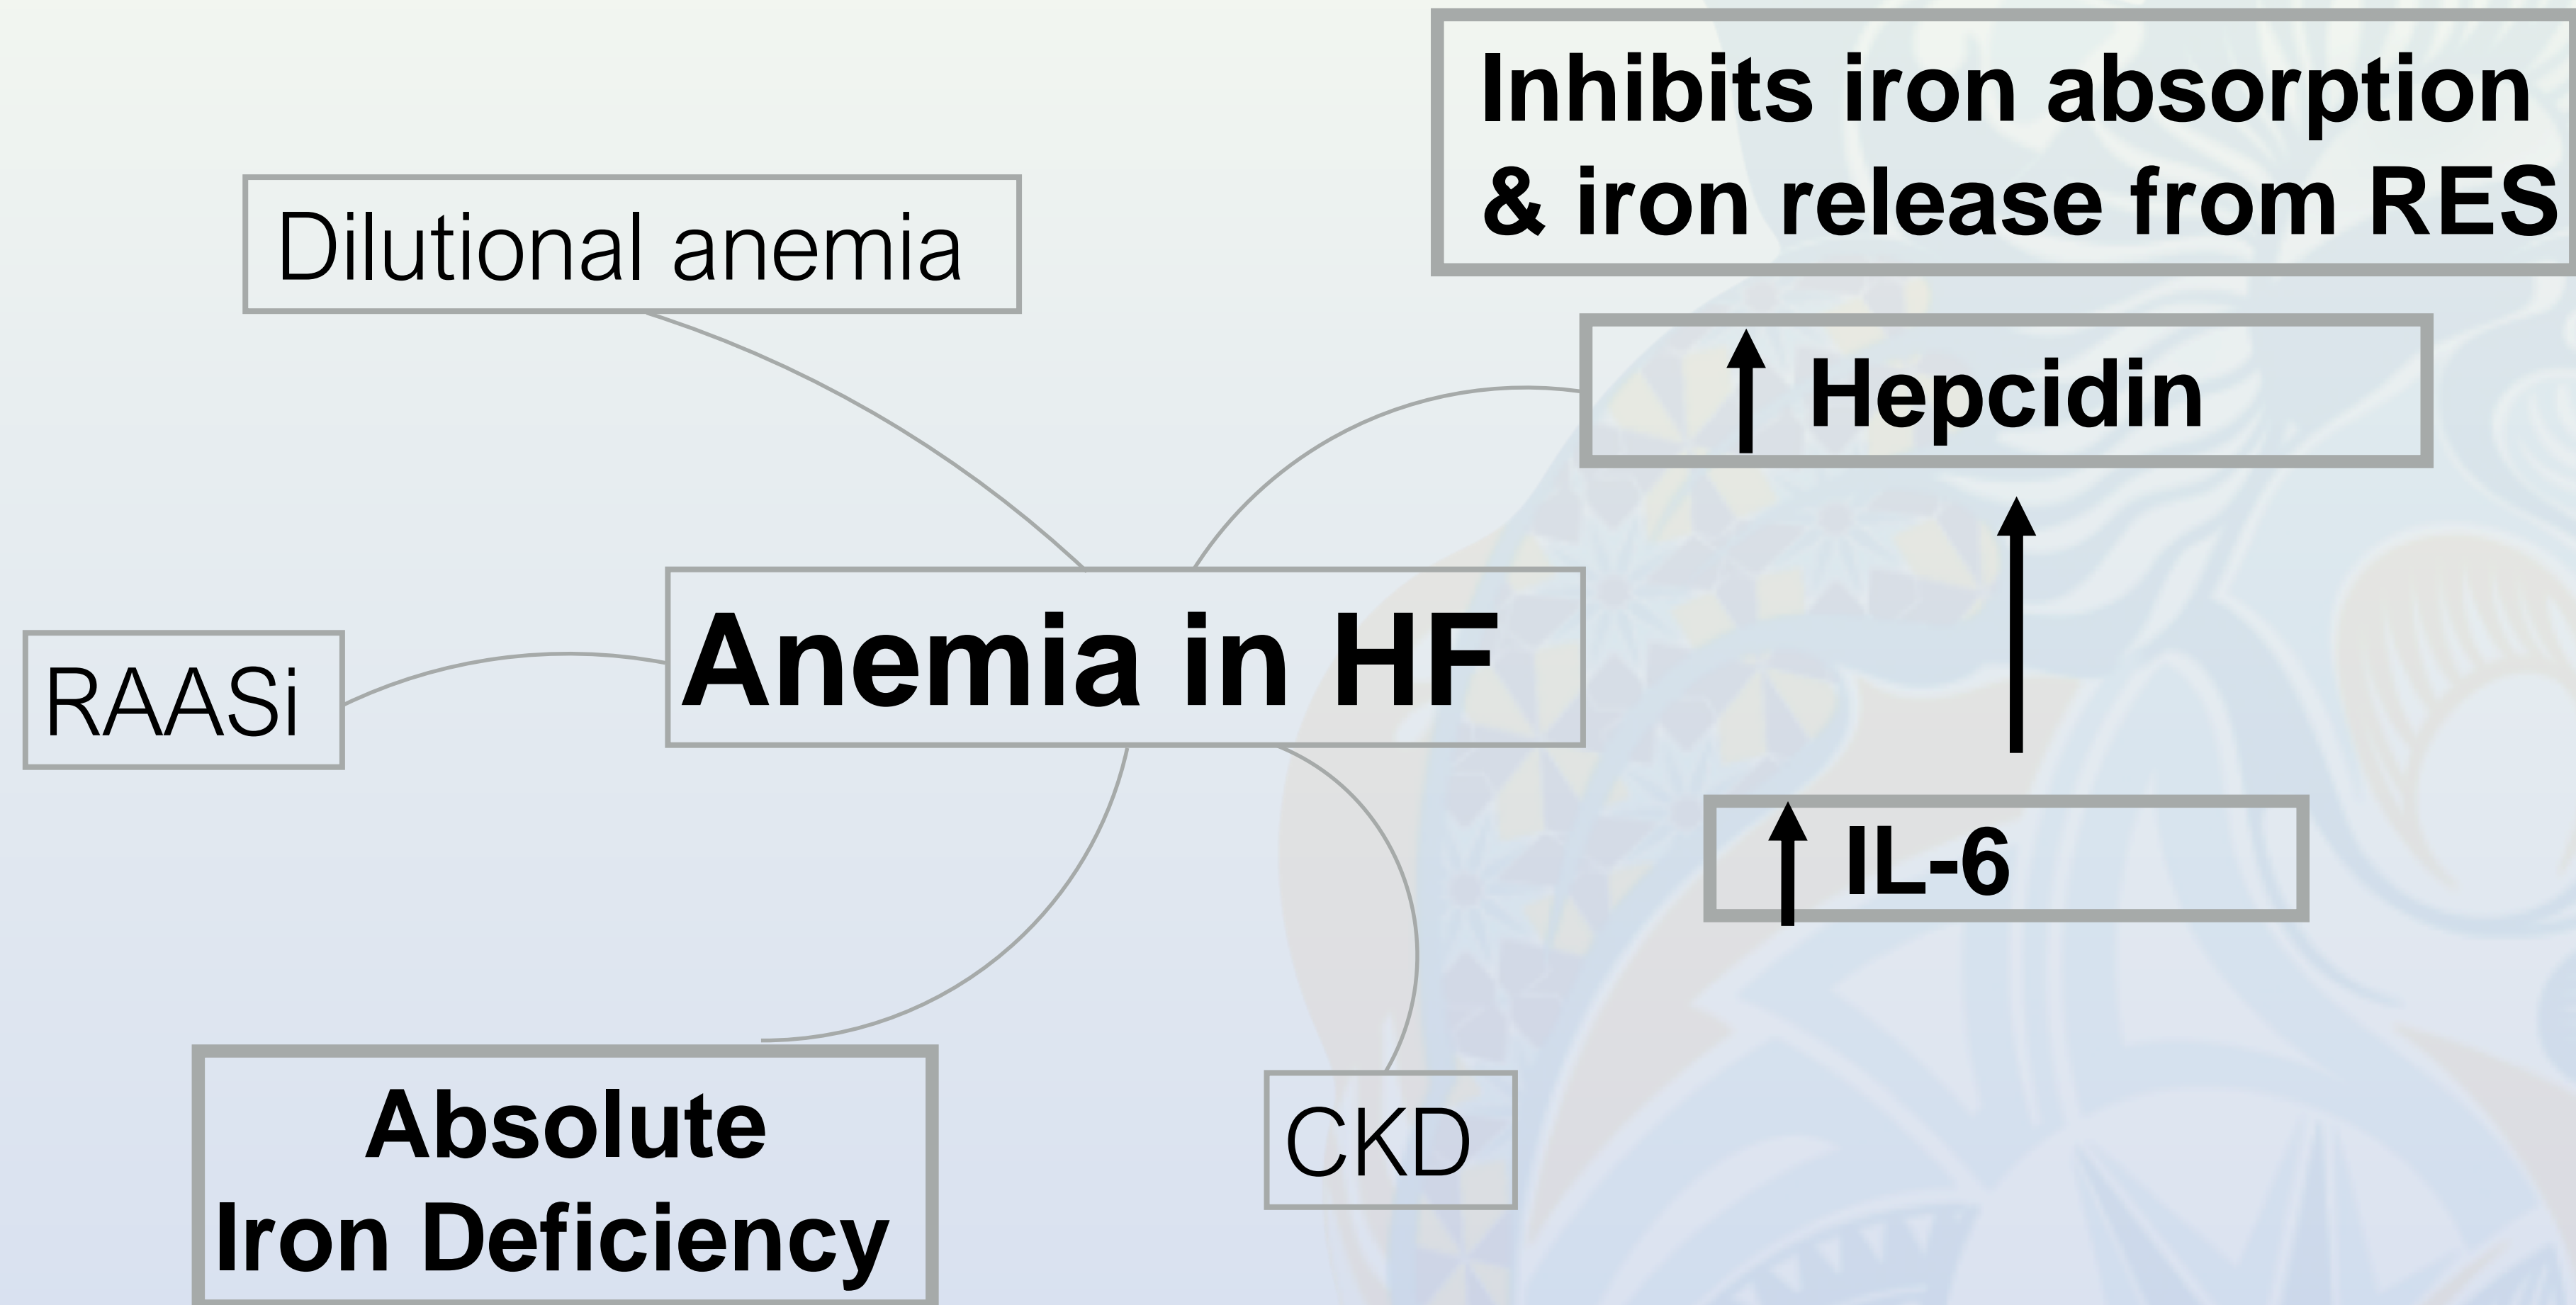 Inhibits iron absorption
& iron release from RES
Dilutional anemia
Hepcidin
Anemia in HF
RAASi
IL-6
Absolute
Iron Deficiency
CKD